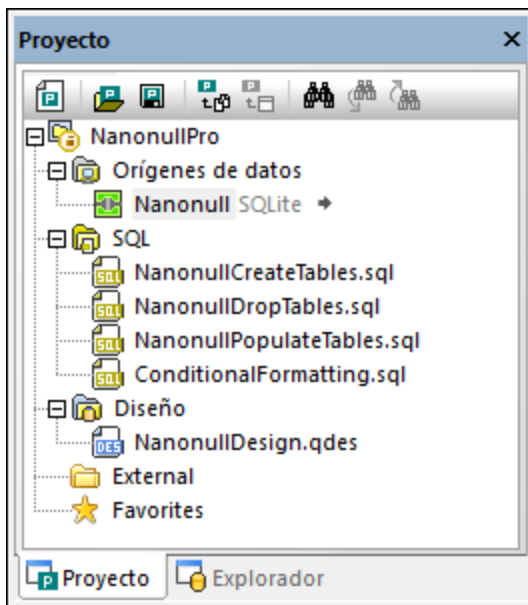 Proyecto
NanonullPro
Orígenes de datos
Nanonull SQLite
SQL
NanonullCreateTables.sql
NanonullDropTables.sql
NanonullPopulateTables.sql
ConditionalFormatting.sql
Diseño
NanonullDesign.qdes
External
Favorites
Proyecto Explorador